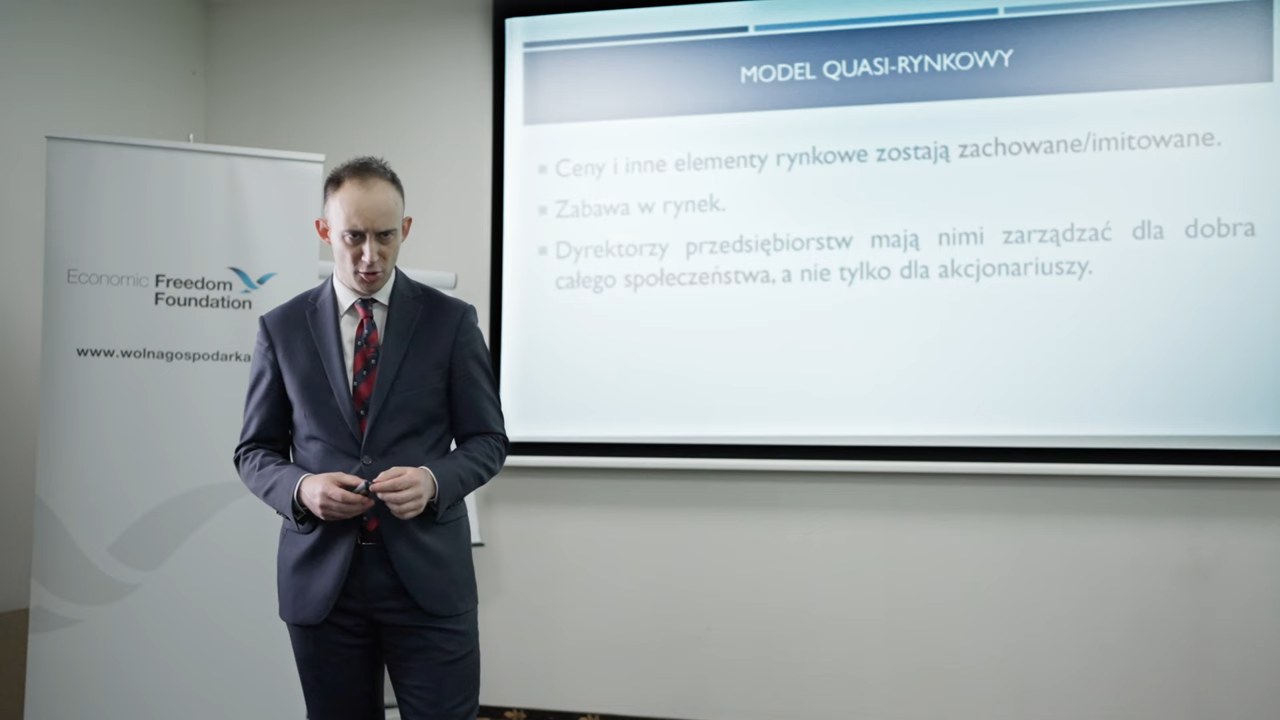 MODEL QUASI-RYNKOWY
Ceny i inne elementy rynkowe zostają zachowane/imitowane.
Zabawa w rynek.
Dyrektorzy przedsiębiorstw mają nimi zarządzać dla dobra
całego społeczeństwa, a nie tylko dla akcjonariuszy.
Economic Freedom
Foundation
www.wolnagospodarka